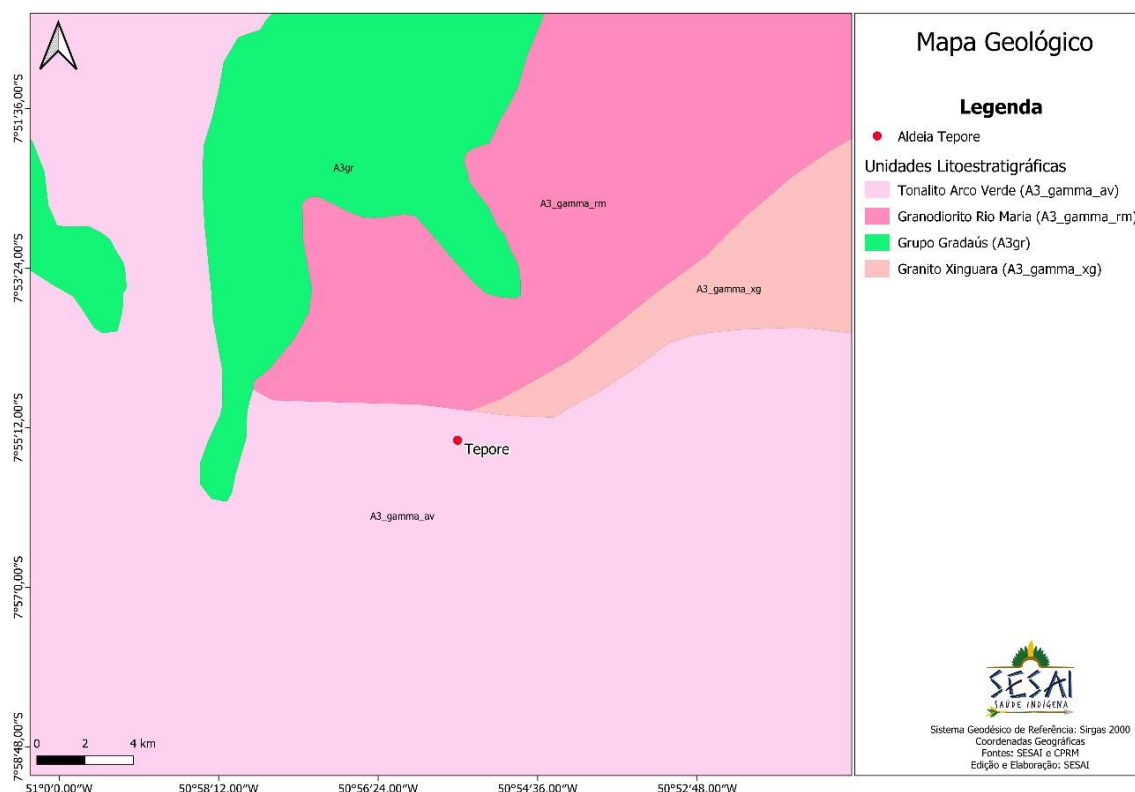 Mapa Geológico
Legenda
Aldeia Tepore
Unidades Litoestratigráficas
Tonalito Arco Verde (A3_gamma_av)
Granodiorito Rio Maria (A3_gamma_rm)
Grupo Gradaús (A3gr)
Granito Xinguara (A3_gamma_xg)
A3gr
A3_gamma_rm
A3_gamma_xg
Tepore
A3_gamma_av
7°51'36,00"S
7°53'24,00"S
7°55'12,00"S
7°57'0,00"S
7°58'48,00"S
0 2 4 km
51°0'0,00"W 50°58'12,00"W 50°56'24,00"W 50°54'36,00"W 50°52'48,00"W
SESAI
SAÚDE INDÍGENA
Sistema Geodésico de Referência: Sirgas 2000
Coordenadas Geográficas
Fontes: SESAI e CPRM
Edição e Elaboração: SESAI